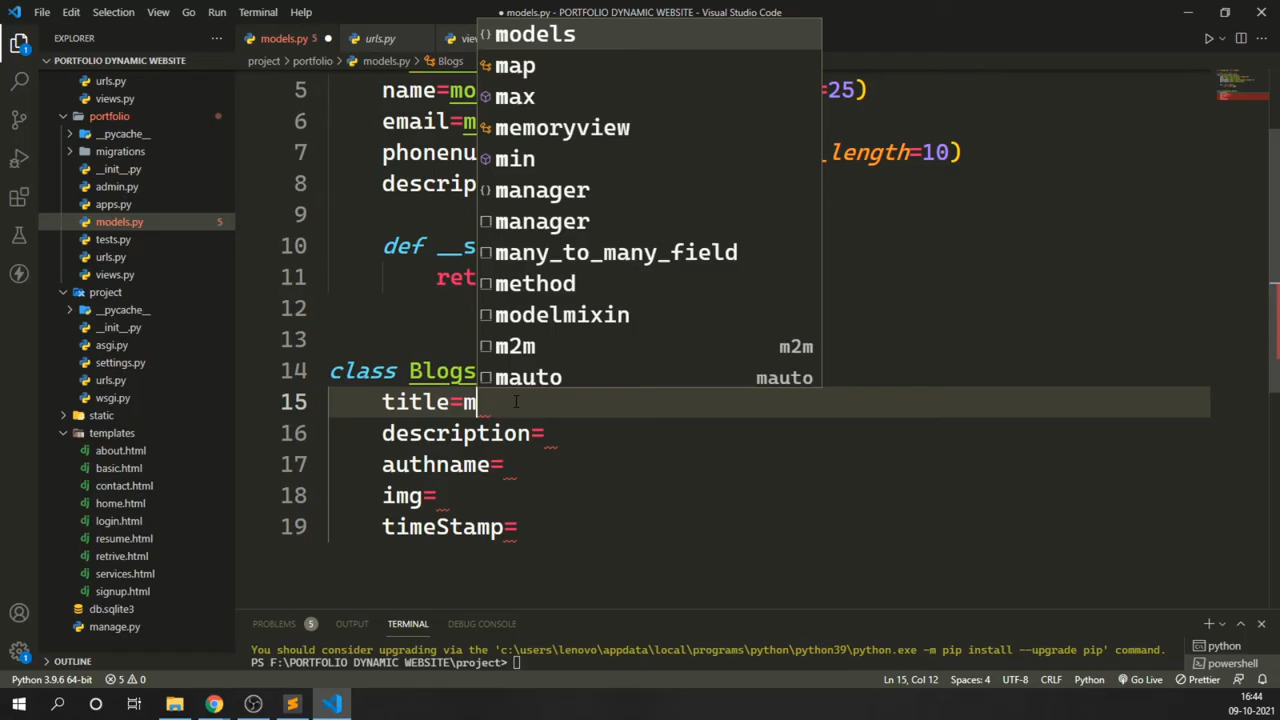 File Edit Selection View Go Run Terminal Help
● models.py - PORTFOLIO DYNAMIC WEBSITE - Visual Studio Code
EXPLORER
PORTFOLIO DYNAMIC WEBSITE
urls.py
views.py
portfolio
__pycache__
migrations
__init__.py
admin.py
apps.py
models.py 5
tests.py
urls.py
views.py
project
__pycache__
__init__.py
asgi.py
settings.py
urls.py
wsgi.py
static
templates
about.html
basic.html
contact.html
home.html
login.html
resume.html
retrive.html
services.html
signup.html
db.sqlite3
manage.py
OUTLINE
models.py 5 ● urls.py vie
project > portfolio > models.py > Blogs
5 name=mo =25)
6 email=m
7 phonenu _length=10)
8 descrip
9
10 def __s
11 ret
12
13
14 class Blogs
15 title=m
16 description=
17 authname=
18 img=
19 timeStamp=
models
map
max
memoryview
min
manager
manager
many_to_many_field
method
modelmixin
m2m m2m
mauto mauto
PROBLEMS 5 OUTPUT TERMINAL DEBUG CONSOLE
You should consider upgrading via the 'c:\users\lenovo\appdata\local\programs\python\python39\python.exe -m pip install --upgrade pip' command.
PS F:\PORTFOLIO DYNAMIC WEBSITE\project>
python
powershell
Python 3.9.6 64-bit 5 0 Ln 15, Col 12 Spaces: 4 UTF-8 CRLF Python Go Live Prettier
16:44
09-10-2021